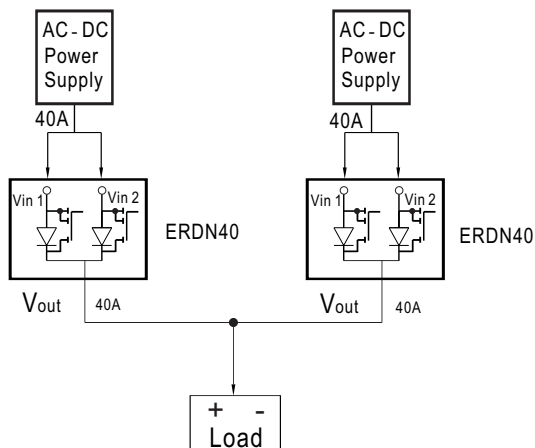 AC - DC
Power
Supply
AC - DC
Power
Supply
40A
40A
Vin 1
Vin 2
ERDN40
Vin 1
Vin 2
ERDN40
Vout
40A
Vout
40A
+ -
Load